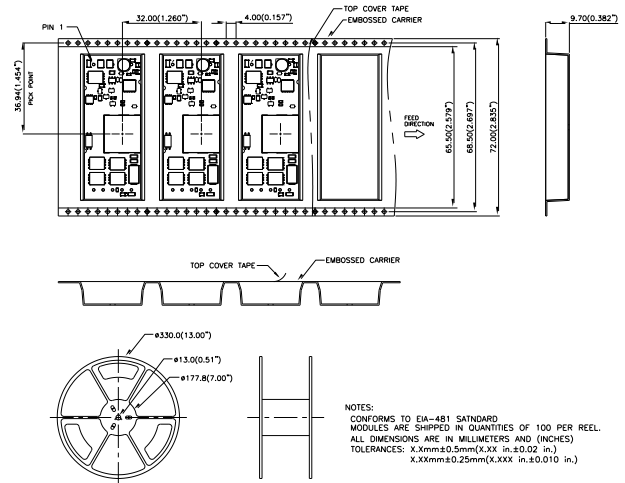 PIN 1
32.00(1.260")
4.00(0.157")
TOP COVER TAPE
EMBOSSED CARRIER
9.70(0.382")
36.94(1.454")
PICK POINT
FEED
DIRECTION
65.50(2.579")
68.50(2.697")
72.00(2.835")
TOP COVER TAPE
EMBOSSED CARRIER
ø330.0(13.00")
ø13.0(0.51")
ø177.8(7.00")
NOTES:
CONFORMS TO EIA-481 SATNDARD
MODULES ARE SHIPPED IN QUANTITIES OF 100 PER REEL.
ALL DIMENSIONS ARE IN MILLIMETERS AND (INCHES)
TOLERANCES: X.Xmm±0.5mm(X.XX in.±0.02 in.)
X.XXmm±0.25mm(X.XXX in.±0.010 in.)